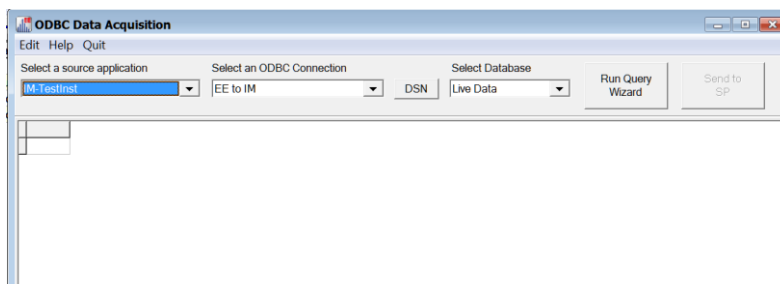 ODBC Data Acquisition
Edit Help Quit
Select a source application Select an ODBC Connection Select Database
IM-TestInst EE to IM DSN Live Data
Run Query
Wizard
Send to
SP